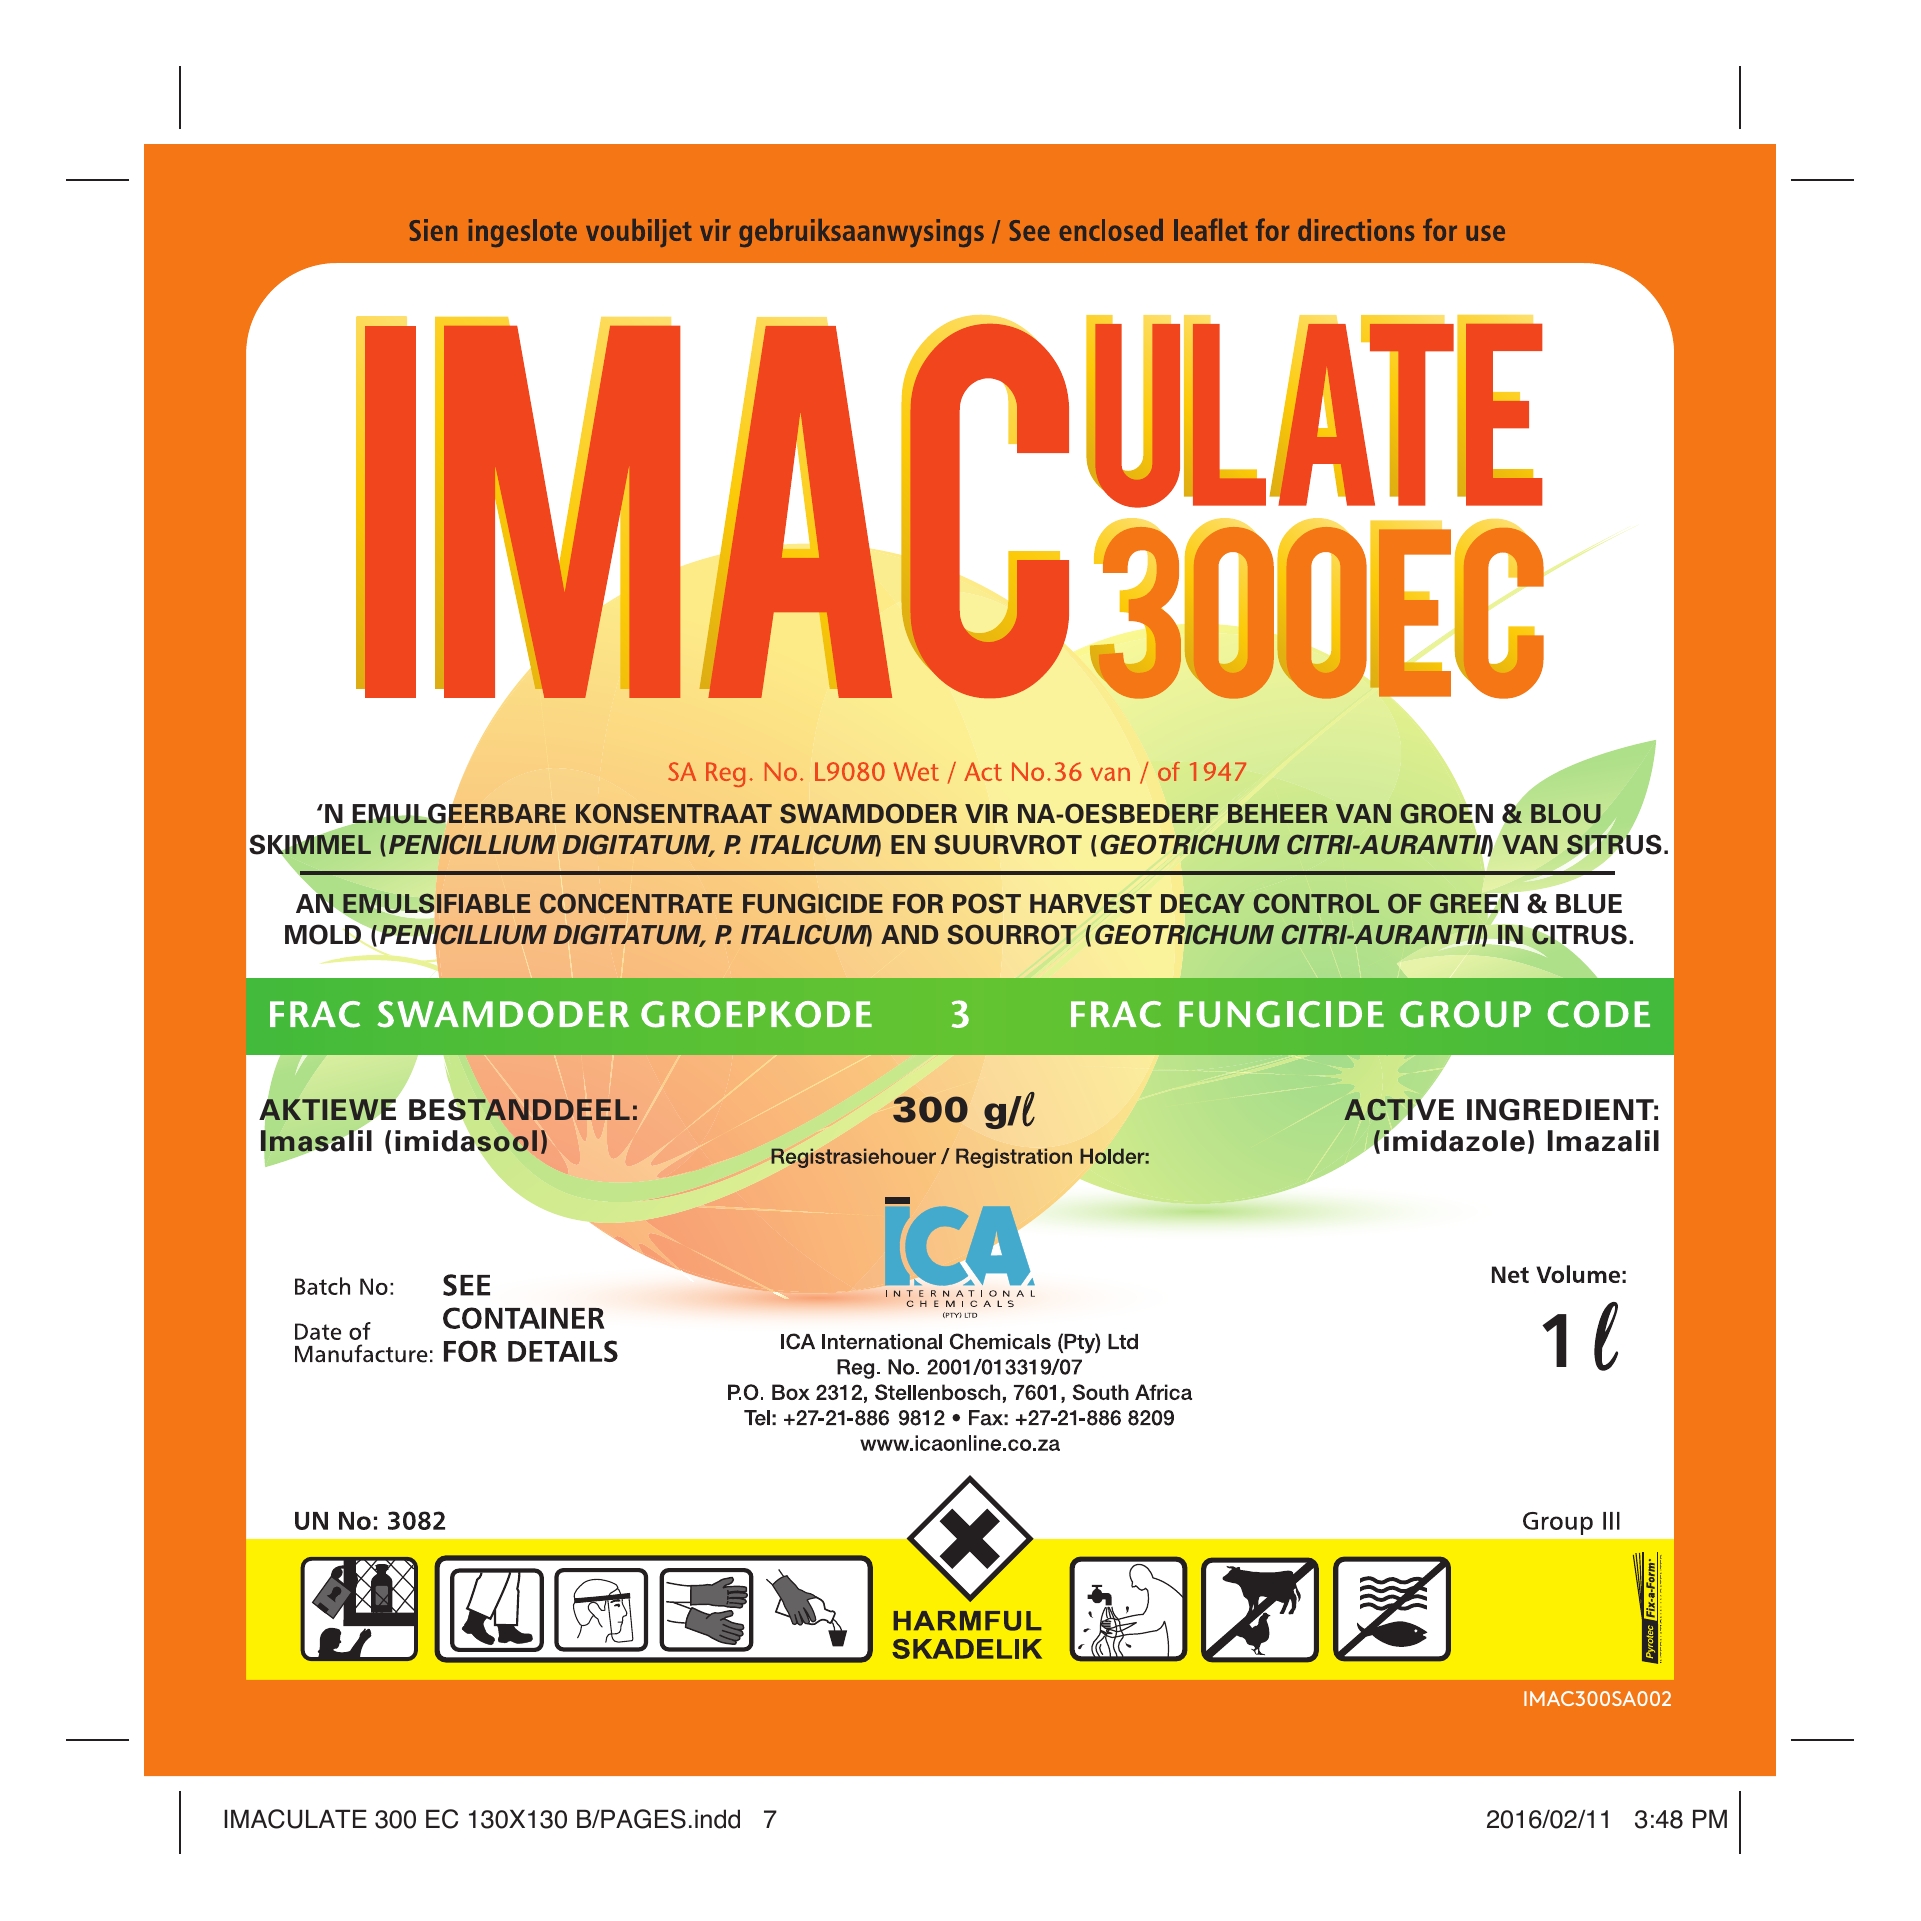 Sien ingeslote voubiljet vir gebruiksaanwysings / See enclosed leaflet for directions for use
IMACULATE
300EC
SA Reg. No. L9080 Wet / Act No.36 van / of 1947
‘N EMULGEERBARE KONSENTRAAT SWAMDODER VIR NA-OESBEDERF BEHEER VAN GROEN & BLOU
SKIMMEL (PENICILLIUM DIGITATUM, P. ITALICUM) EN SUURVROT (GEOTRICHUM CITRI-AURANTII) VAN SITRUS.
AN EMULSIFIABLE CONCENTRATE FUNGICIDE FOR POST HARVEST DECAY CONTROL OF GREEN & BLUE
MOLD (PENICILLIUM DIGITATUM, P. ITALICUM) AND SOURROT (GEOTRICHUM CITRI-AURANTII) IN CITRUS.
FRAC SWAMDODER GROEPKODE 3 FRAC FUNGICIDE GROUP CODE
AKTIEWE BESTANDDEEL:
Imasalil (imidasool)
300 g/ℓ
ACTIVE INGREDIENT:
(imidazole) Imazalil
Registrasiehouer / Registration Holder:
ICA
INTERNATIONAL
CHEMICALS
(PTY) LTD
Batch No:
Date of
Manufacture:
SEE
CONTAINER
FOR DETAILS
ICA International Chemicals (Pty) Ltd
Reg. No. 2001/013319/07
P.O. Box 2312, Stellenbosch, 7601, South Africa
Tel: +27-21-886 9812 • Fax: +27-21-886 8209
www.icaonline.co.za
Net Volume:
1 ℓ
UN No: 3082
Group III
HARMFUL
SKADELIK
Pyrotec Fix-a-Form
IMAC300SA002
IMACULATE 300 EC 130X130 B/PAGES.indd 7
2016/02/11 3:48 PM